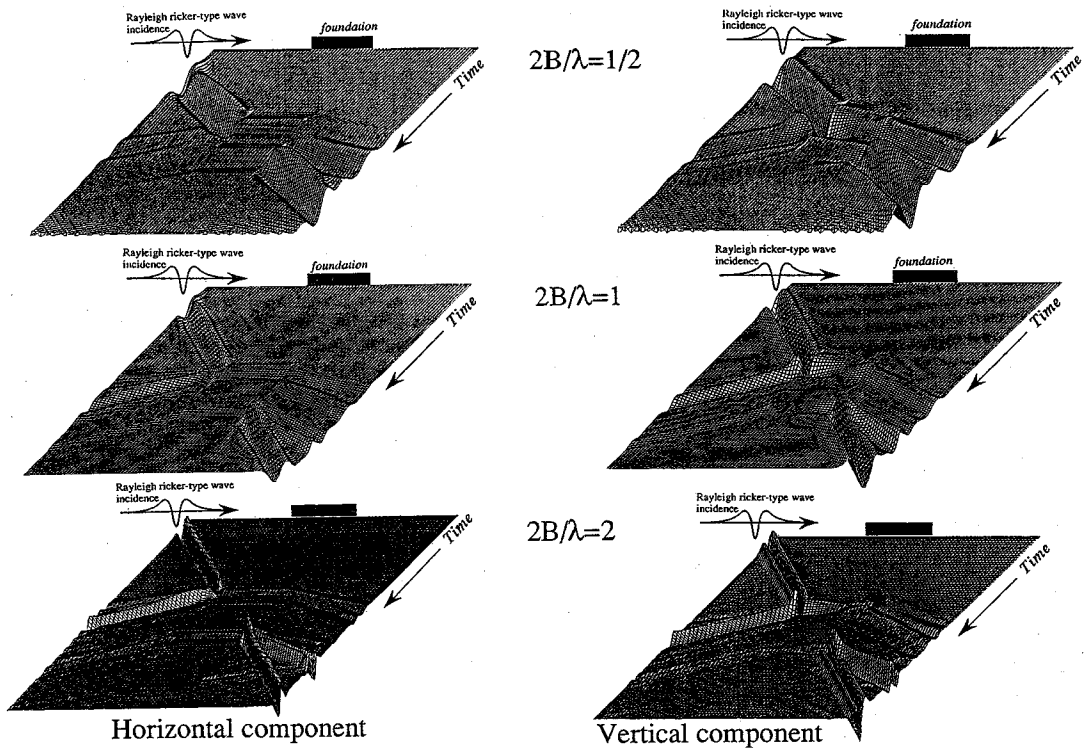 Rayleigh ricker-type wave
incidence
foundation
Time
2B/λ=1/2
Rayleigh ricker-type wave
incidence
foundation
Time
Rayleigh ricker-type wave
incidence
foundation
Time
2B/λ=1
Rayleigh ricker-type wave
incidence
foundation
Time
Rayleigh ricker-type wave
incidence
Time
2B/λ=2
Rayleigh ricker-type wave
incidence
Time
Horizontal component
Vertical component